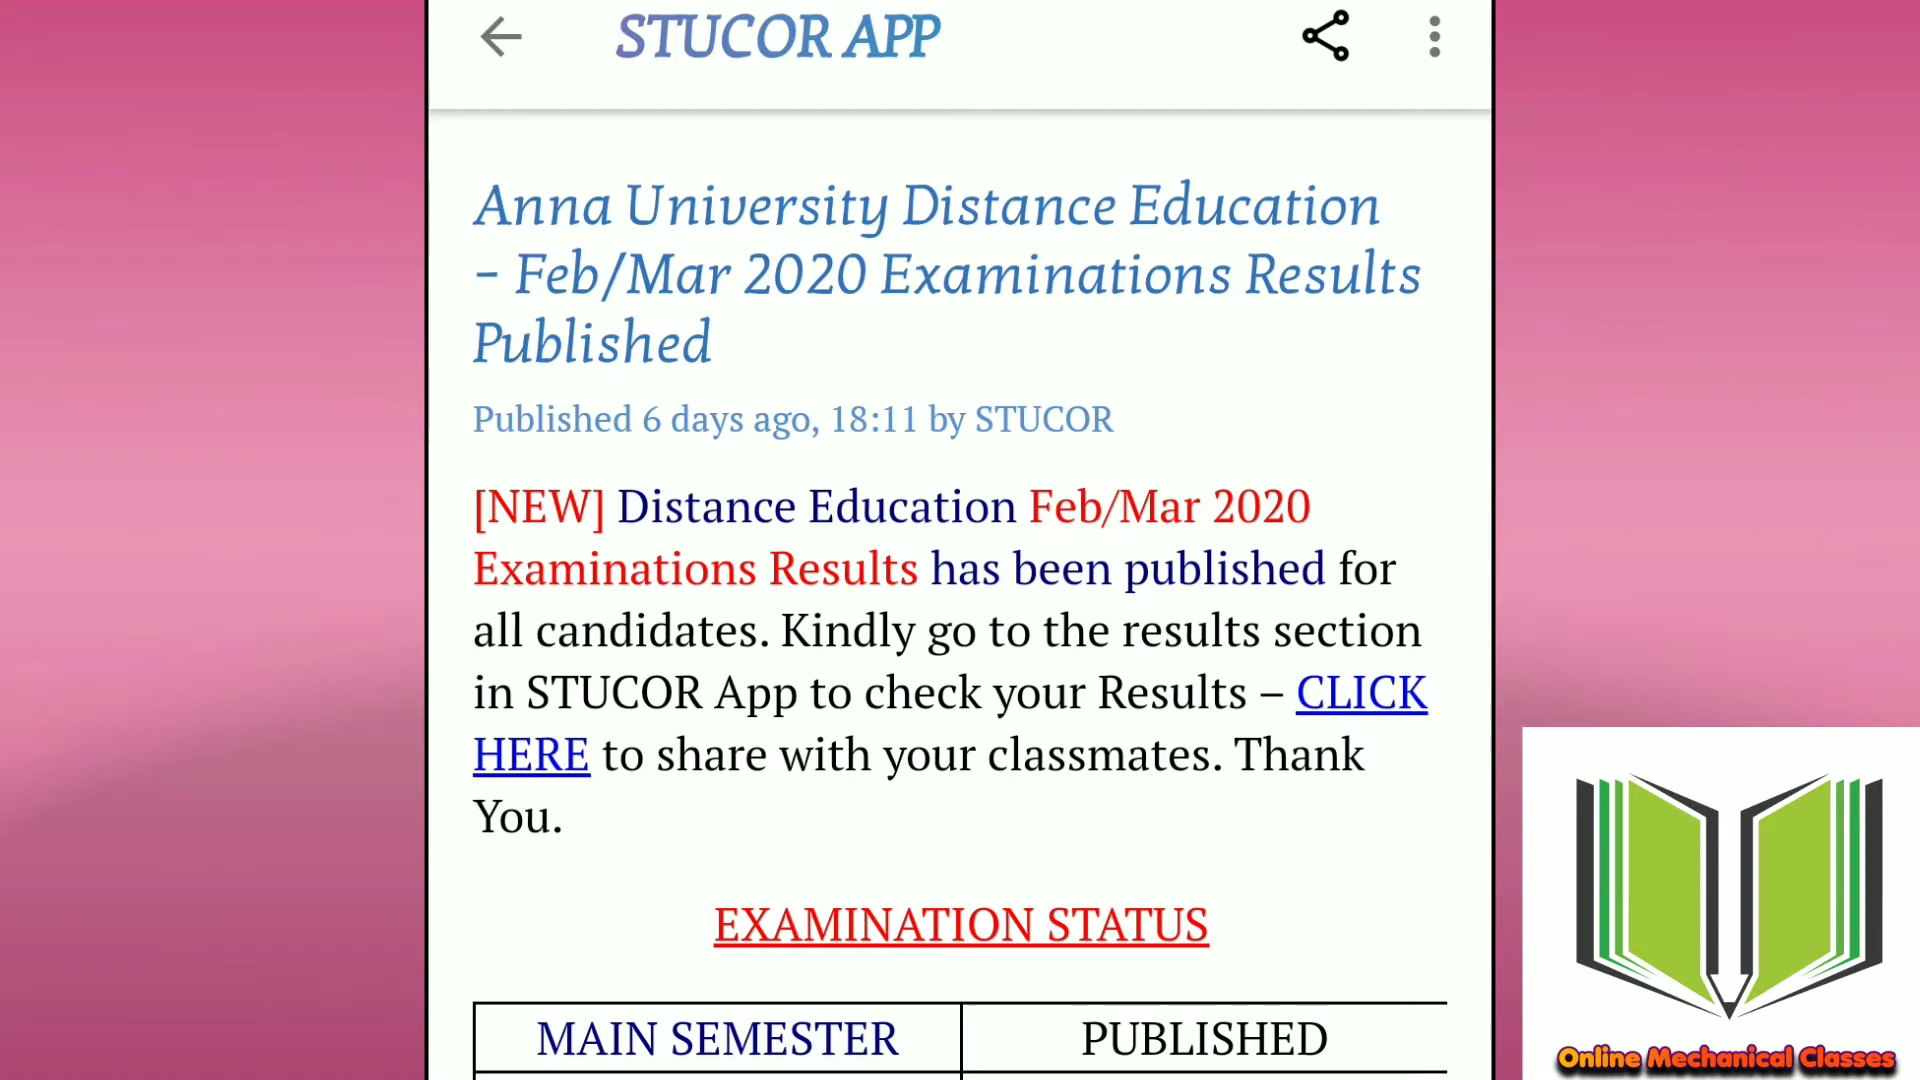 STUCOR APP
Anna University Distance Education
– Feb/Mar 2020 Examinations Results
Published
Published 6 days ago, 18:11 by STUCOR
[NEW] Distance Education Feb/Mar 2020
Examinations Results has been published for
all candidates. Kindly go to the results section
in STUCOR App to check your Results – CLICK
HERE to share with your classmates. Thank
You.
EXAMINATION STATUS
MAIN SEMESTER PUBLISHED
Online Mechanical Classes